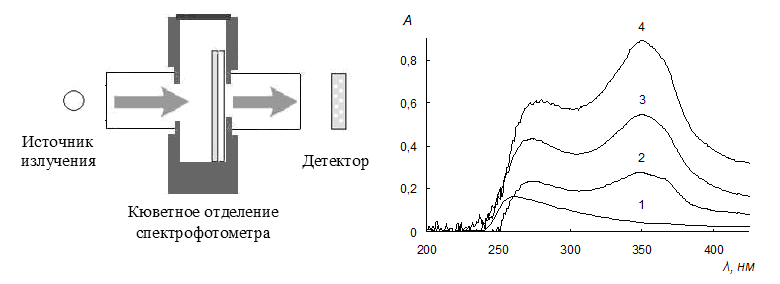 Источник
излучения
Детектор
Кюветное отделение
спектрофотометра
A
4
0,8
0,6
3
0,4
2
0,2
1
0
200 250 300 350 400
λ, нм